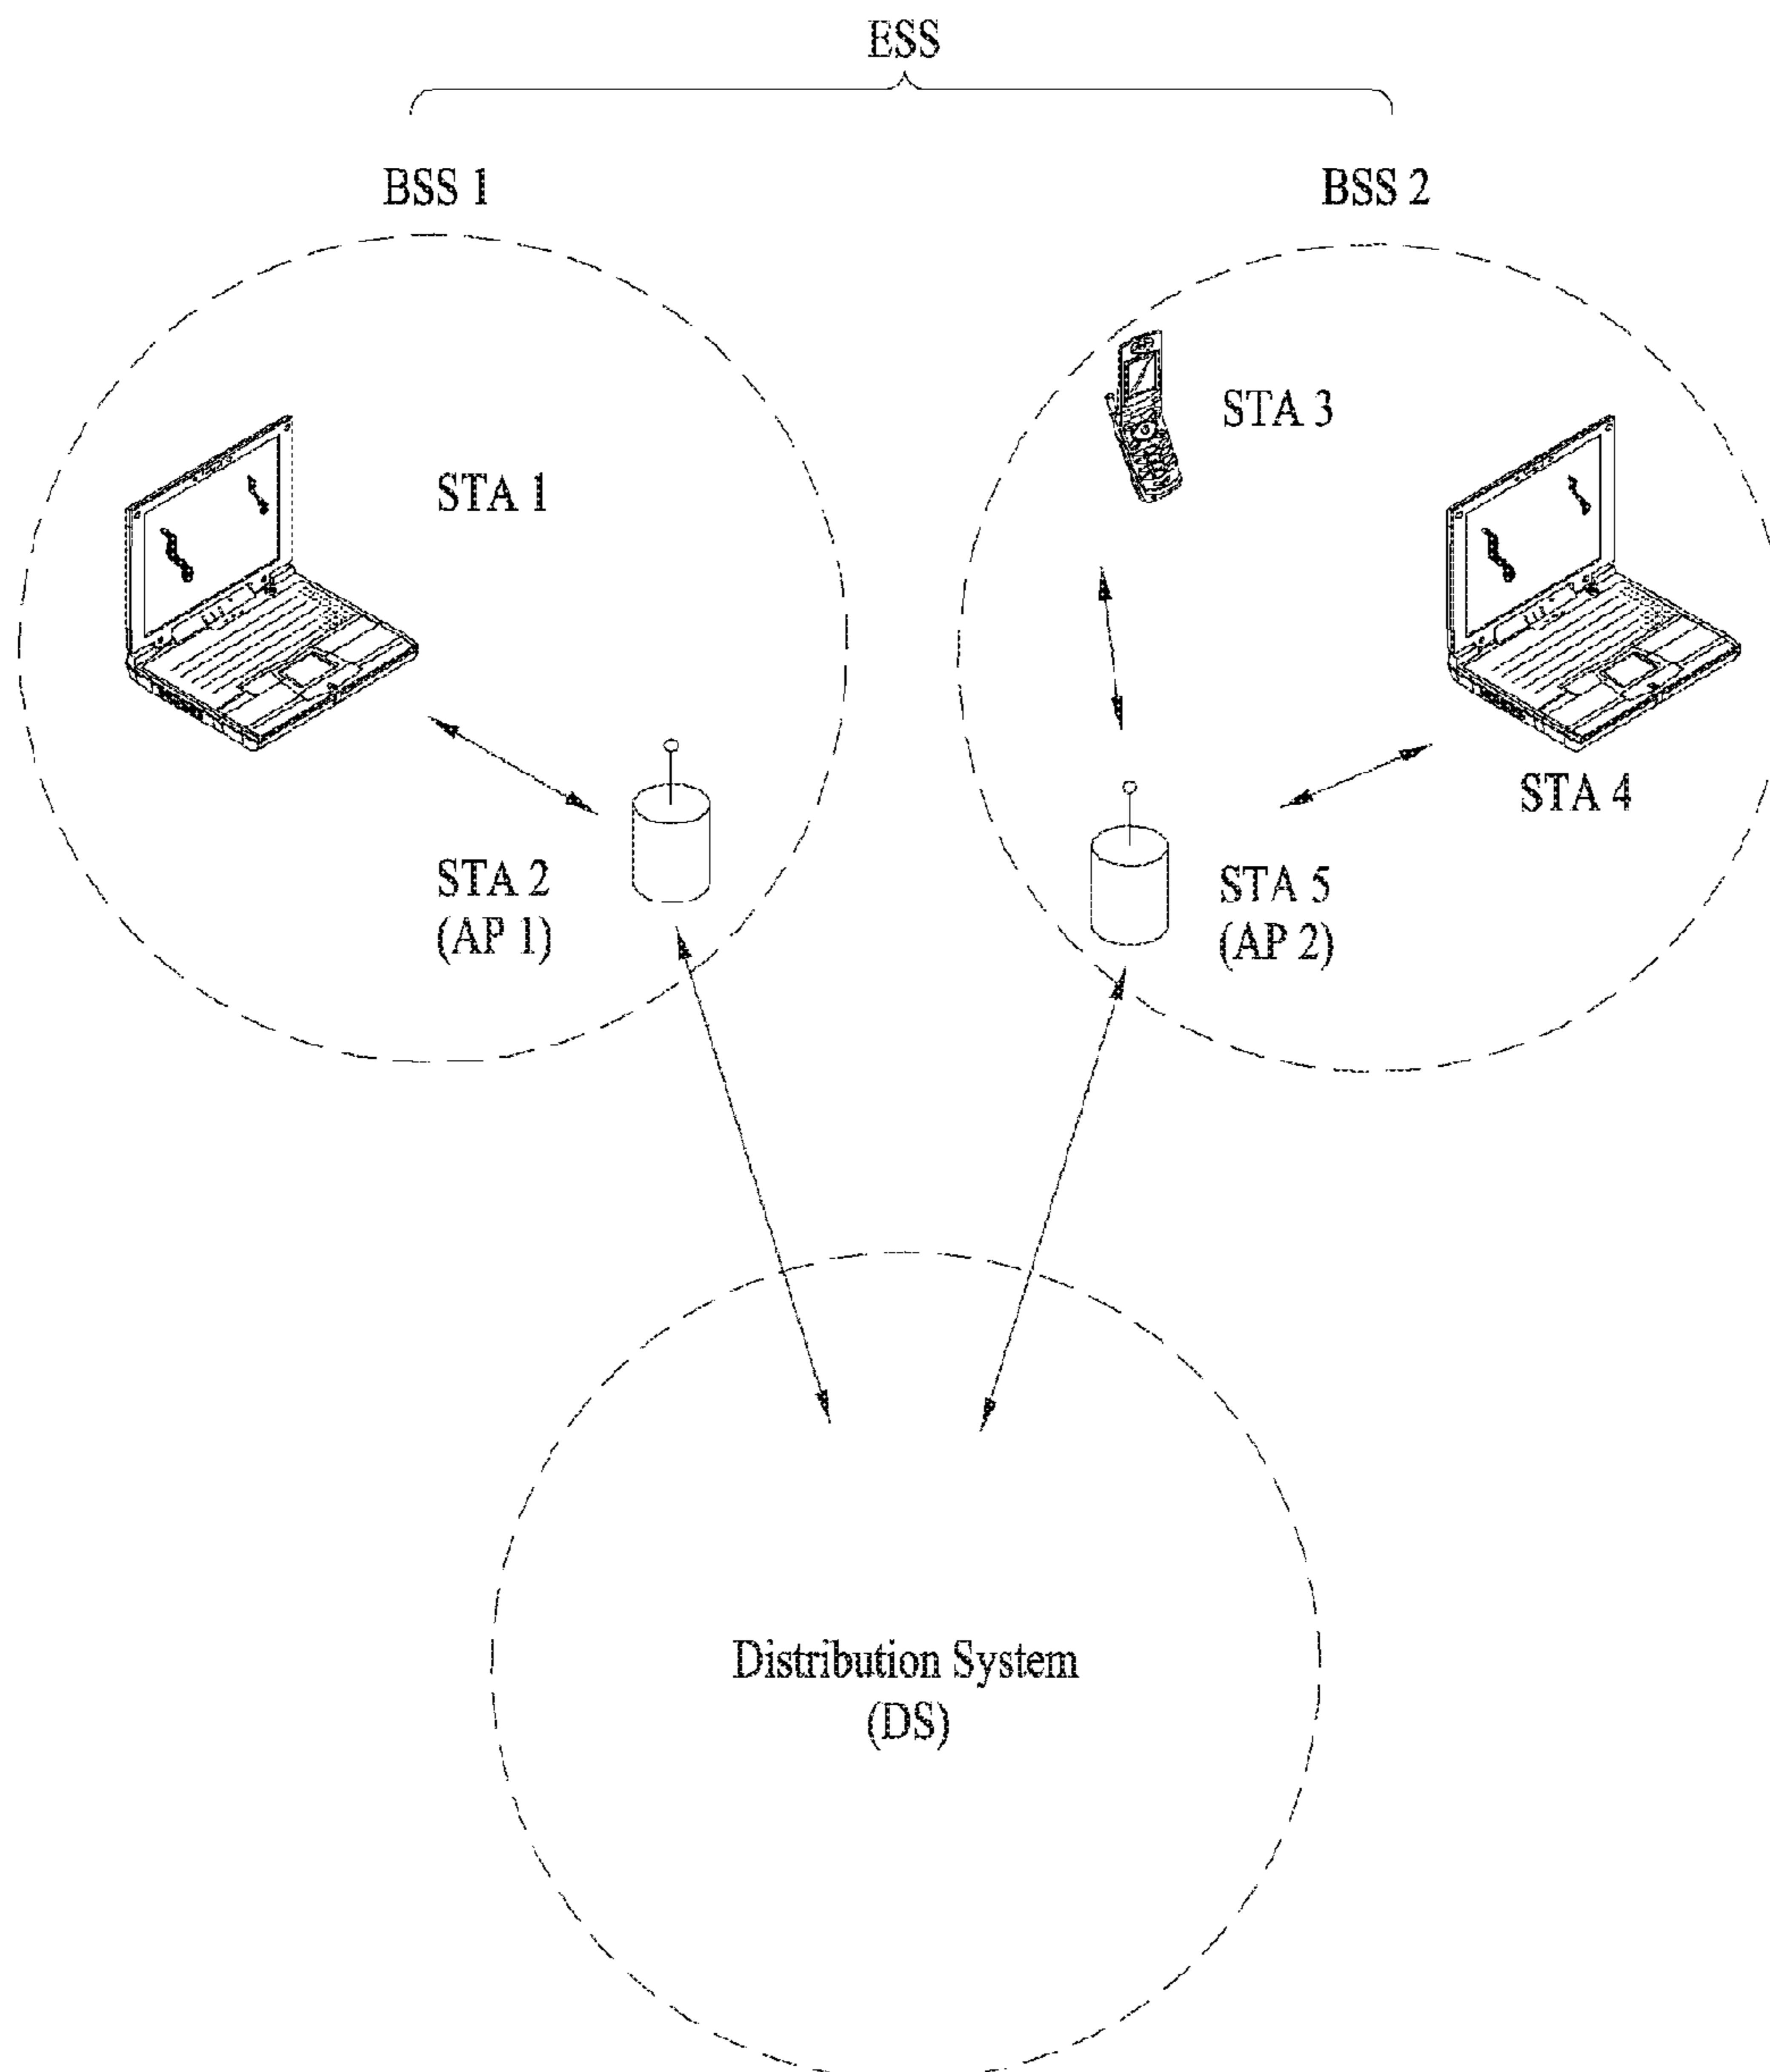 ESS
BSS 1
BSS 2
STA 3
STA 1
STA 4
STA 2
(AP 1)
STA 5
(AP 2)
Distribution System
(DS)